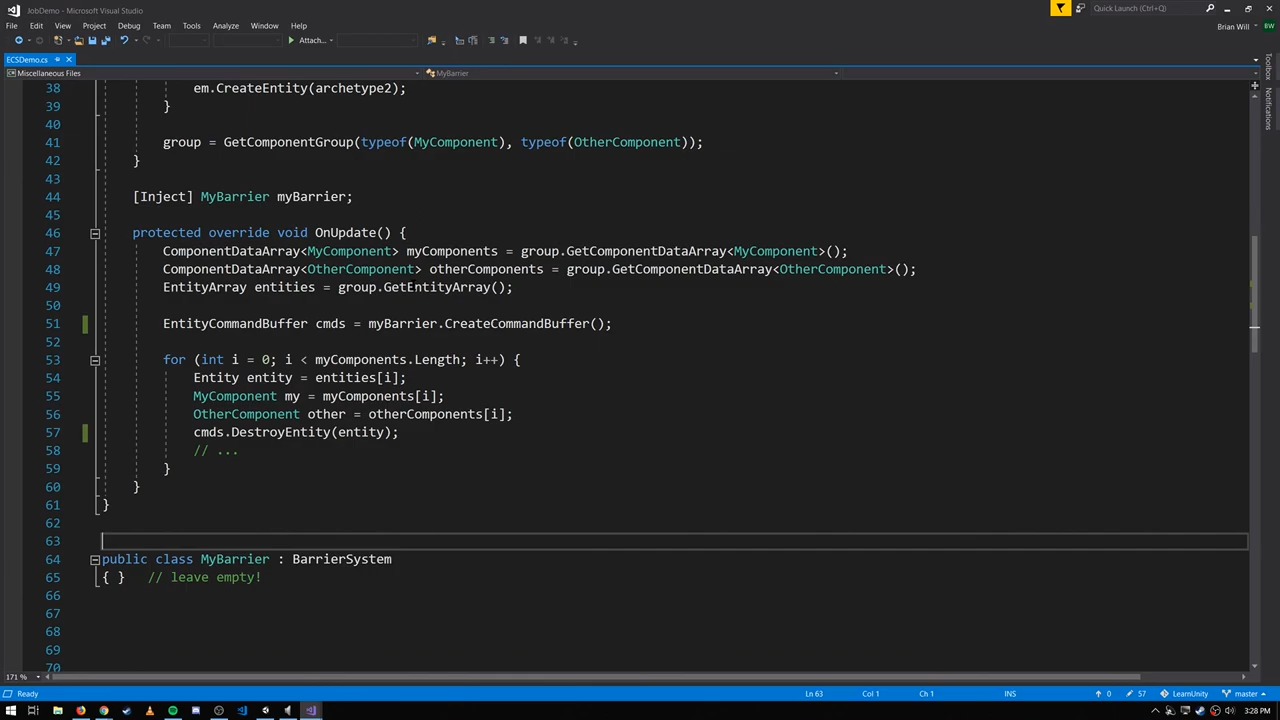 JobDemo - Microsoft Visual Studio
Quick Launch (Ctrl+Q)
File Edit View Project Debug Team Tools Analyze Window Help
Brian Will BW
Attach...
ECSDemo.cs
Toolbox
Notifications
Miscellaneous Files MyBarrier
38 em.CreateEntity(archetype2);
39 }
40
41 group = GetComponentGroup(typeof(MyComponent), typeof(OtherComponent));
42 }
43
44 [Inject] MyBarrier myBarrier;
45
46 protected override void OnUpdate() {
47 ComponentDataArray<MyComponent> myComponents = group.GetComponentDataArray<MyComponent>();
48 ComponentDataArray<OtherComponent> otherComponents = group.GetComponentDataArray<OtherComponent>();
49 EntityArray entities = group.GetEntityArray();
50
51 EntityCommandBuffer cmds = myBarrier.CreateCommandBuffer();
52
53 for (int i = 0; i < myComponents.Length; i++) {
54 Entity entity = entities[i];
55 MyComponent my = myComponents[i];
56 OtherComponent other = otherComponents[i];
57 cmds.DestroyEntity(entity);
58 // ...
59 }
60 }
61 }
62
63
64 public class MyBarrier : BarrierSystem
65 { } // leave empty!
66
67
68
69
70
171 %
Ready Ln 63 Col 1 Ch 1 INS 0 57 LearnUnity master
3:28 PM